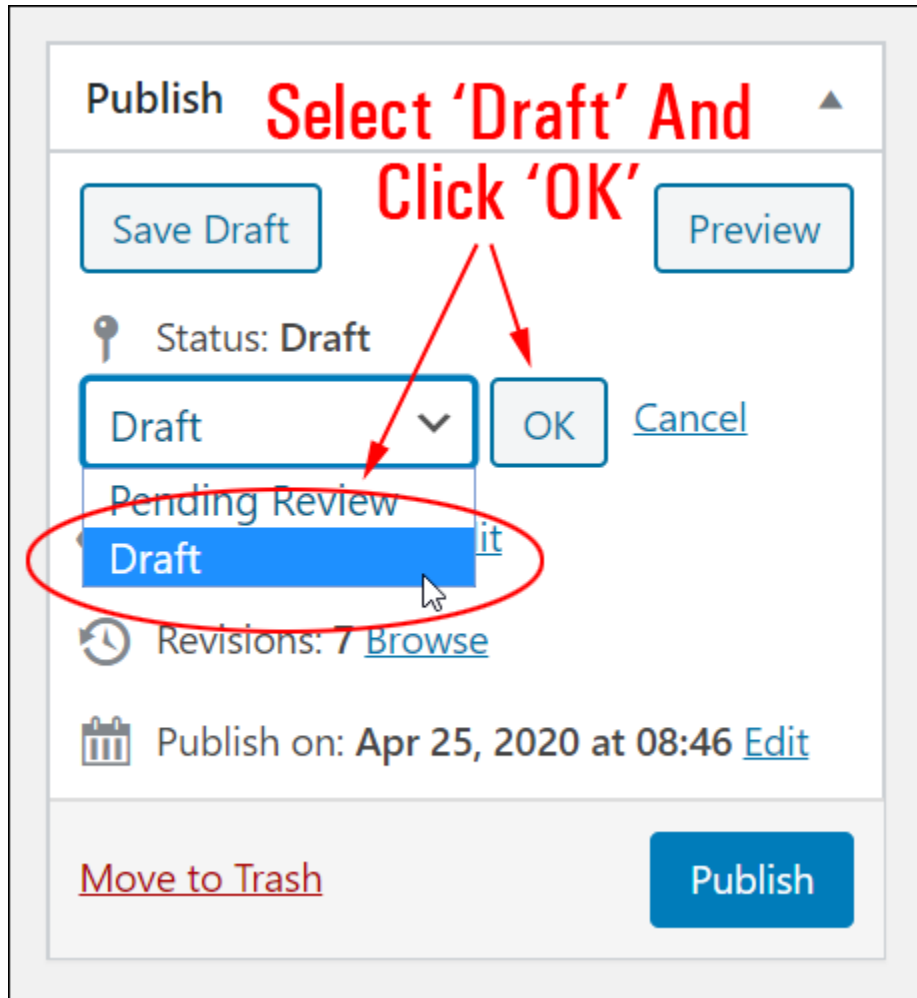 Publish
Select ‘Draft’ And
Click ‘OK’
Save Draft
Preview
Status: Draft
Draft
OK
Cancel
Pending Review
Draft
it
Revisions: 7 Browse
Publish on: Apr 25, 2020 at 08:46 Edit
Move to Trash
Publish